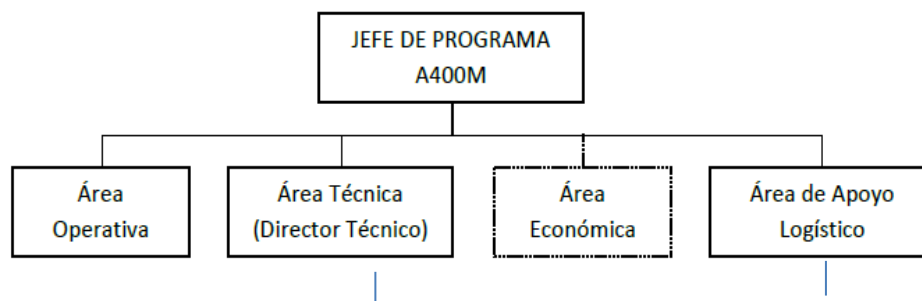 JEFE DE PROGRAMA
A400M
Área
Operativa
Área Técnica
(Director Técnico)
Área
Económica
Área de Apoyo
Logístico